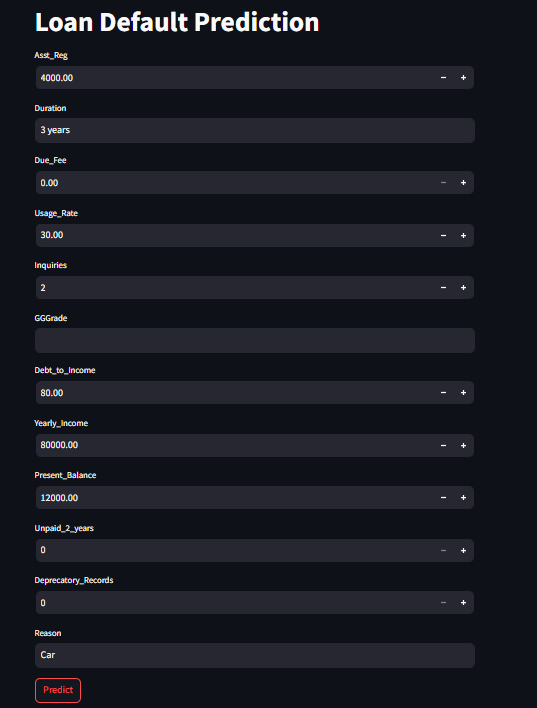 Loan Default Prediction
Asst_Reg
4000.00
Duration
3 years
Due_Fee
0.00
Usage_Rate
30.00
Inquiries
2
GGGrade
Debt_to_Income
80.00
Yearly_Income
80000.00
Present_Balance
12000.00
Unpaid_2_years
0
Deprecatory_Records
0
Reason
Car
Predict